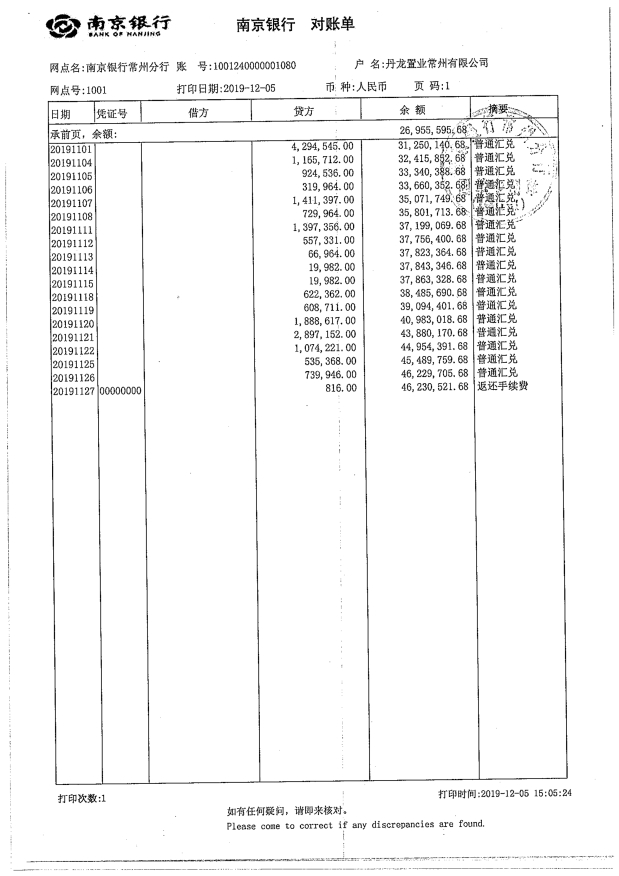 南京银行
BANK OF NANJING
南京银行 对账单
网点名:南京银行常州分行 账 号:1001240000001080 户 名:丹龙置业常州有限公司
网点号:1001 打印日期:2019-12-05 币 种:人民币 页 码:1
日期 凭证号 借方 贷方 余 额 摘要
承前页，余额: 26,955,595.68
20191101 4,294,545.00 31,250,140.68 普通汇兑
20191104 1,165,712.00 32,415,852.68 普通汇兑
20191105 924,536.00 33,340,388.68 普通汇兑
20191106 319,964.00 33,660,352.68 普通汇兑
20191107 1,411,397.00 35,071,749.68 普通汇兑
20191108 729,964.00 35,801,713.68 普通汇兑
20191111 1,397,356.00 37,199,069.68 普通汇兑
20191112 557,331.00 37,756,400.68 普通汇兑
20191113 66,964.00 37,823,364.68 普通汇兑
20191114 19,982.00 37,843,346.68 普通汇兑
20191115 19,982.00 37,863,328.68 普通汇兑
20191118 622,362.00 38,485,690.68 普通汇兑
20191119 608,711.00 39,094,401.68 普通汇兑
20191120 1,888,617.00 40,983,018.68 普通汇兑
20191121 2,897,152.00 43,880,170.68 普通汇兑
20191122 1,074,221.00 44,954,391.68 普通汇兑
20191125 535,368.00 45,489,759.68 普通汇兑
20191126 739,946.00 46,229,705.68 普通汇兑
20191127 00000000 816.00 46,230,521.68 返还手续费
打印次数:1 打印时间:2019-12-05 15:05:24
如有任何疑问，请即来核对。
Please come to correct if any discrepancies are found.